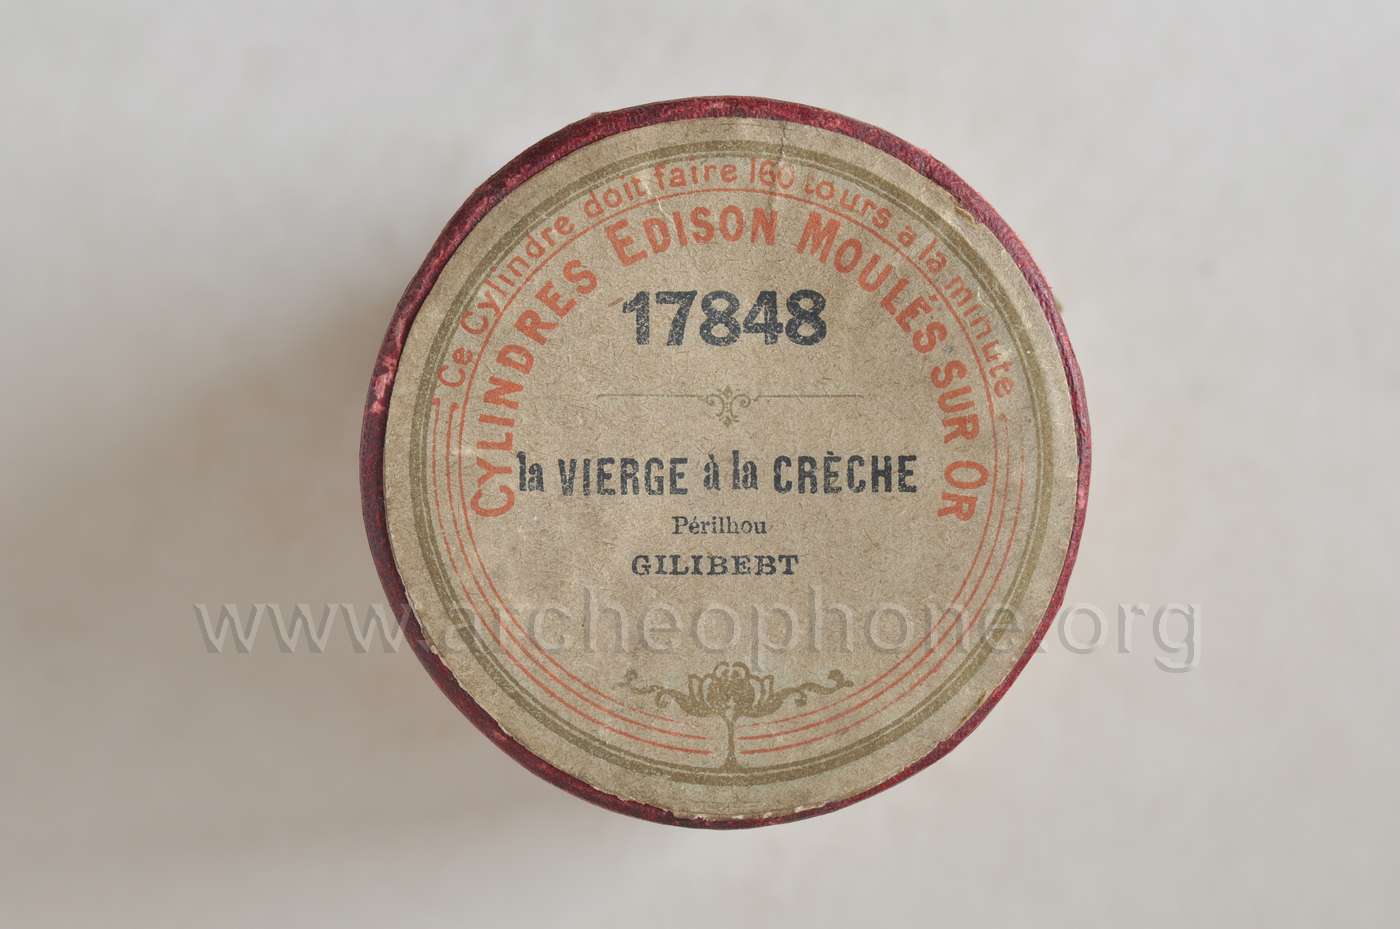 Ce Cylindre doit faire 160 tours à la minute
CYLINDRES EDISON MOULÉS SUR OR
17848
la VIERGE à la CRÈCHE
Périlhou
GILIBEBT
www.archeophone.org